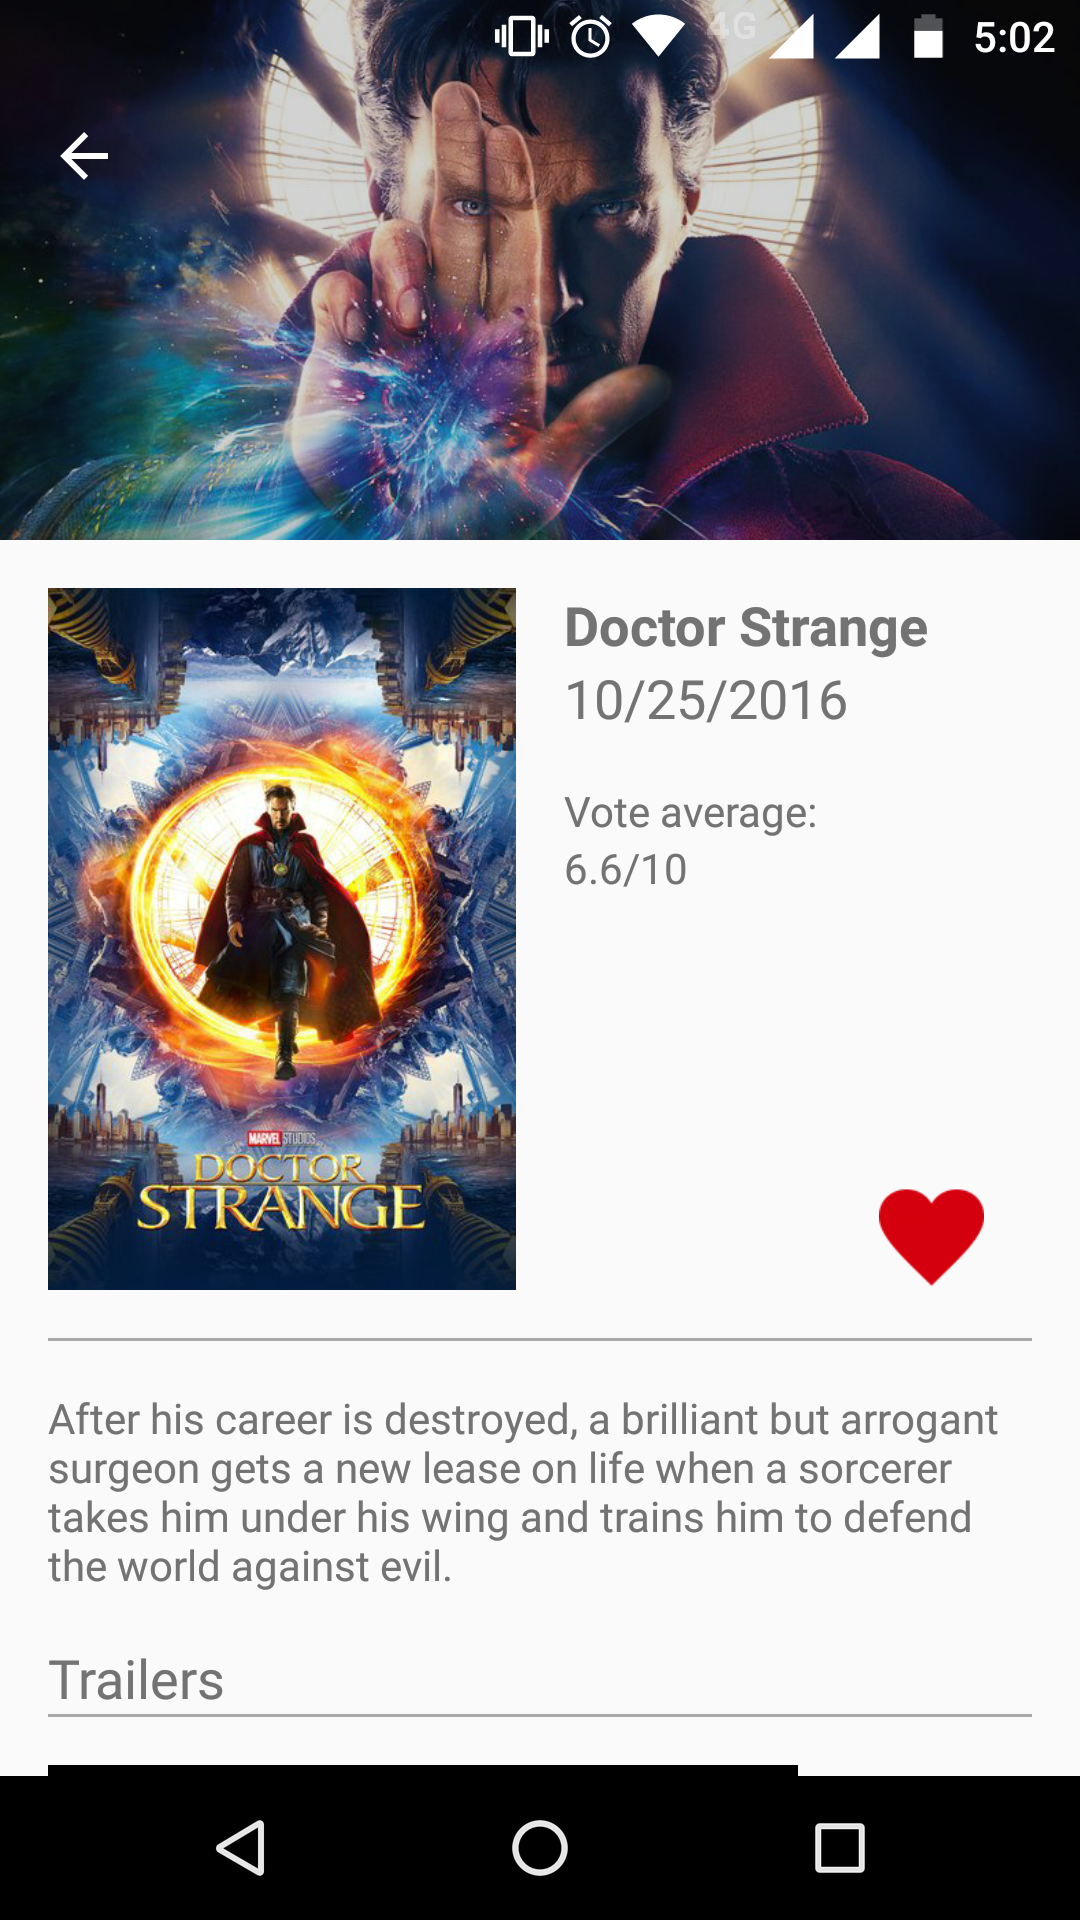 4G 5:02
Doctor Strange
10/25/2016
Vote average:
6.6/10
MARVEL STUDIOS
DOCTOR
STRANGE
After his career is destroyed, a brilliant but arrogant
surgeon gets a new lease on life when a sorcerer
takes him under his wing and trains him to defend
the world against evil.
Trailers